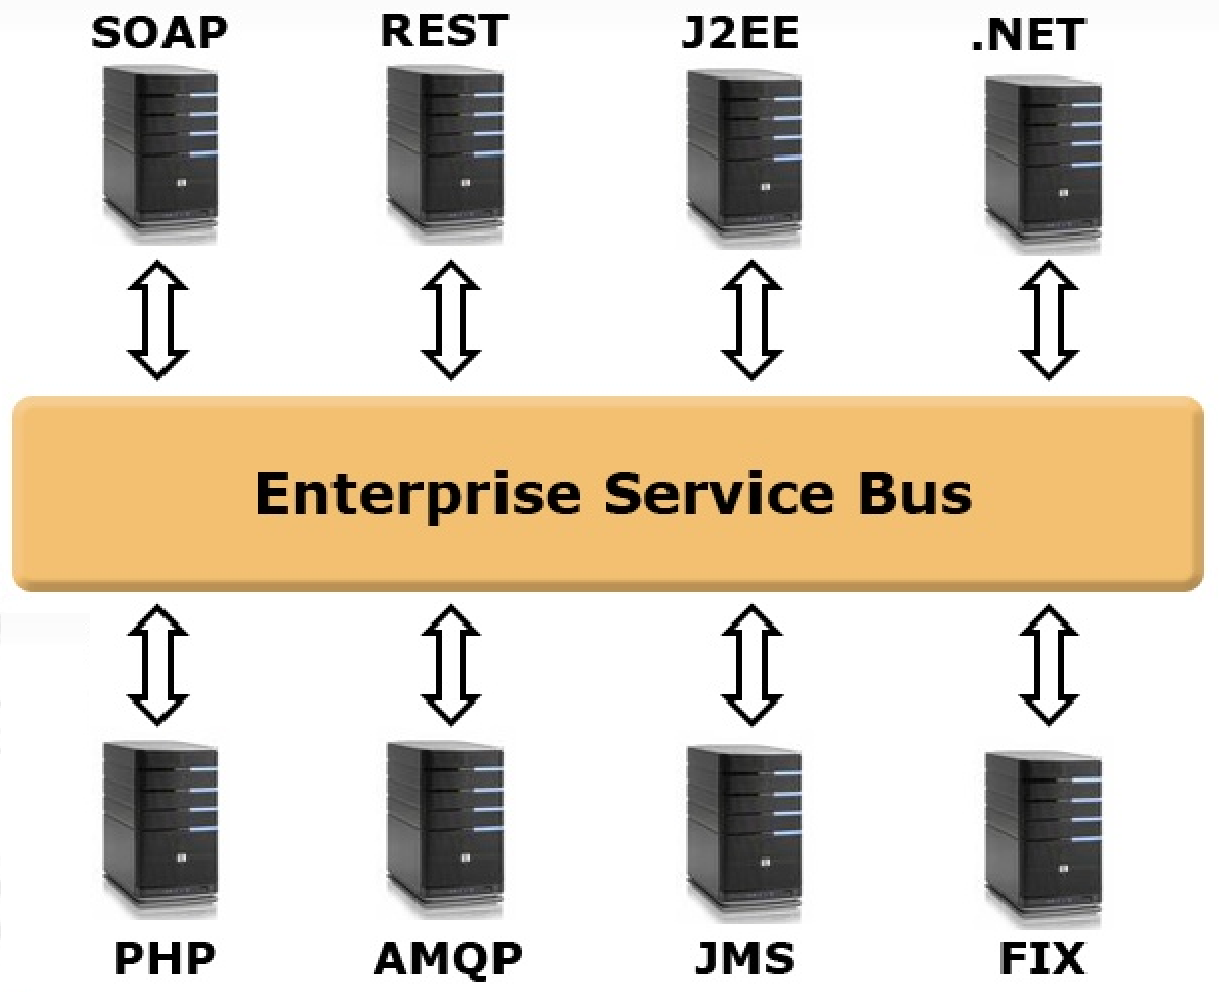 SOAP REST J2EE .NET
Enterprise Service Bus
PHP AMQP JMS FIX